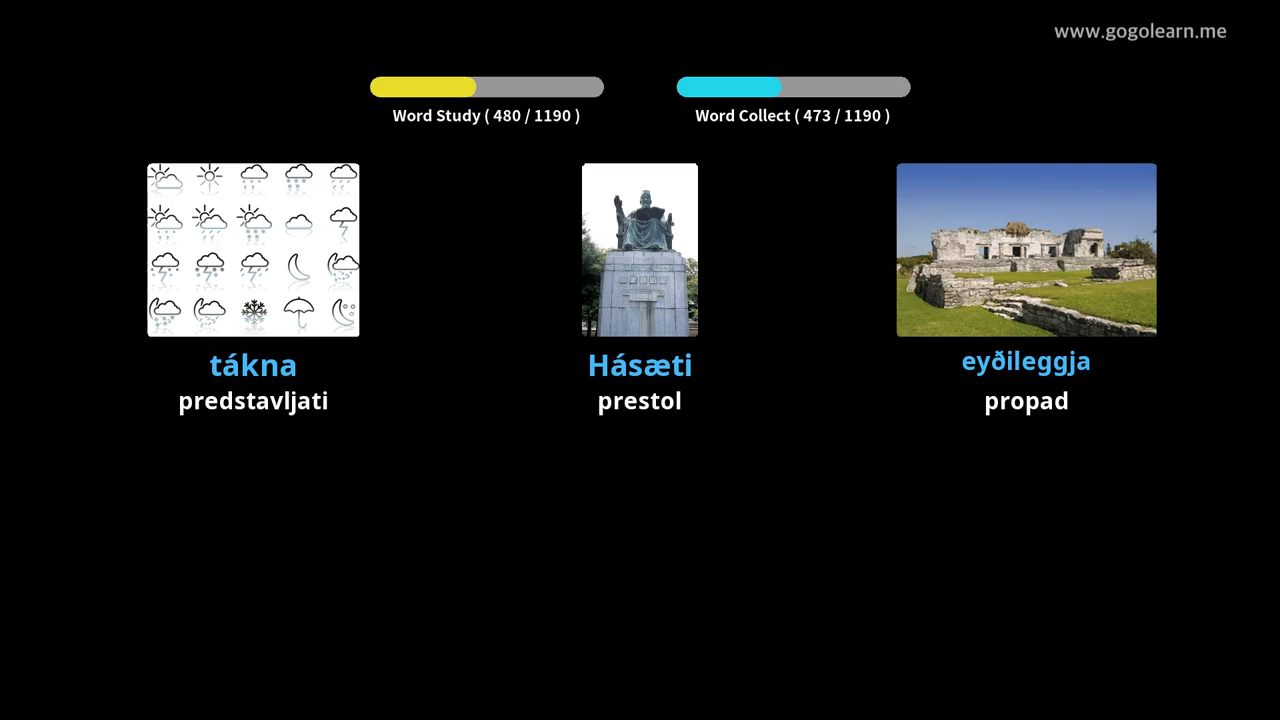 www.gogolearn.me
Word Study ( 480 / 1190 )
Word Collect ( 473 / 1190 )
tákna
predstavljati
Hásæti
prestol
eyðileggja
propad